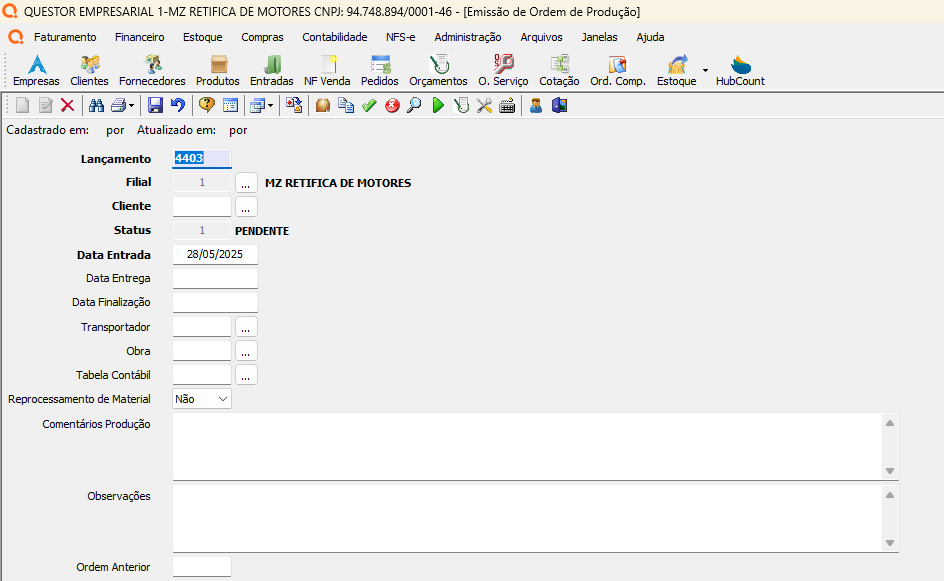 QUESTOR EMPRESARIAL 1-MZ RETIFICA DE MOTORES CNPJ: 94.748.894/0001-46 - [Emissão de Ordem de Produção]
Faturamento Financeiro Estoque Compras Contabilidade NFS-e Administração Arquivos Janelas Ajuda
Empresas Clientes Fornecedores Produtos Entradas NF Venda Pedidos Orçamentos O. Serviço Cotação Ord. Comp. Estoque HubCount
Cadastrado em: por Atualizado em: por
Lançamento 4403
Filial 1 ... MZ RETIFICA DE MOTORES
Cliente ...
Status 1 PENDENTE
Data Entrada 28/05/2025
Data Entrega
Data Finalização
Transportador ...
Obra ...
Tabela Contábil ...
Reprocessamento de Material Não
Comentários Produção
Observações
Ordem Anterior